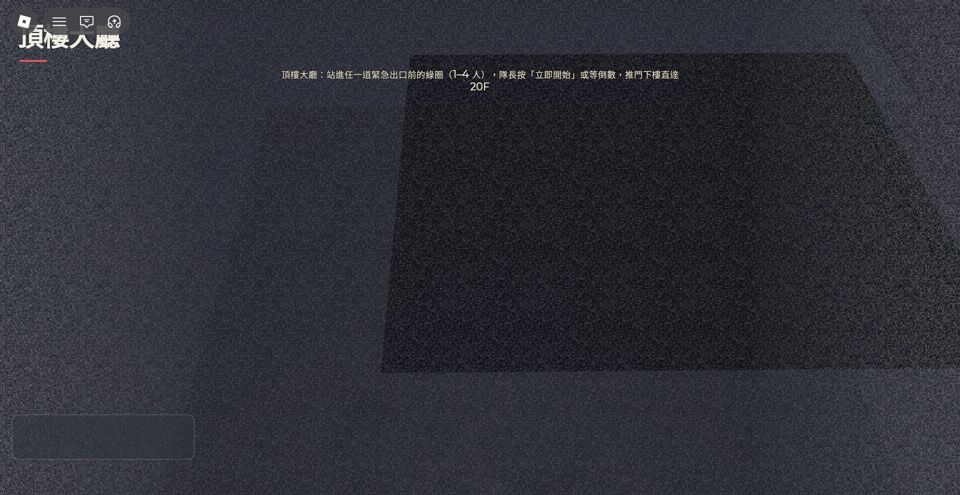 頂樓大廳
頂樓大廳：站進任一道緊急出口前的綠圈（1–4 人），隊長按「立即開始」或等倒數，推門下樓直達
20F